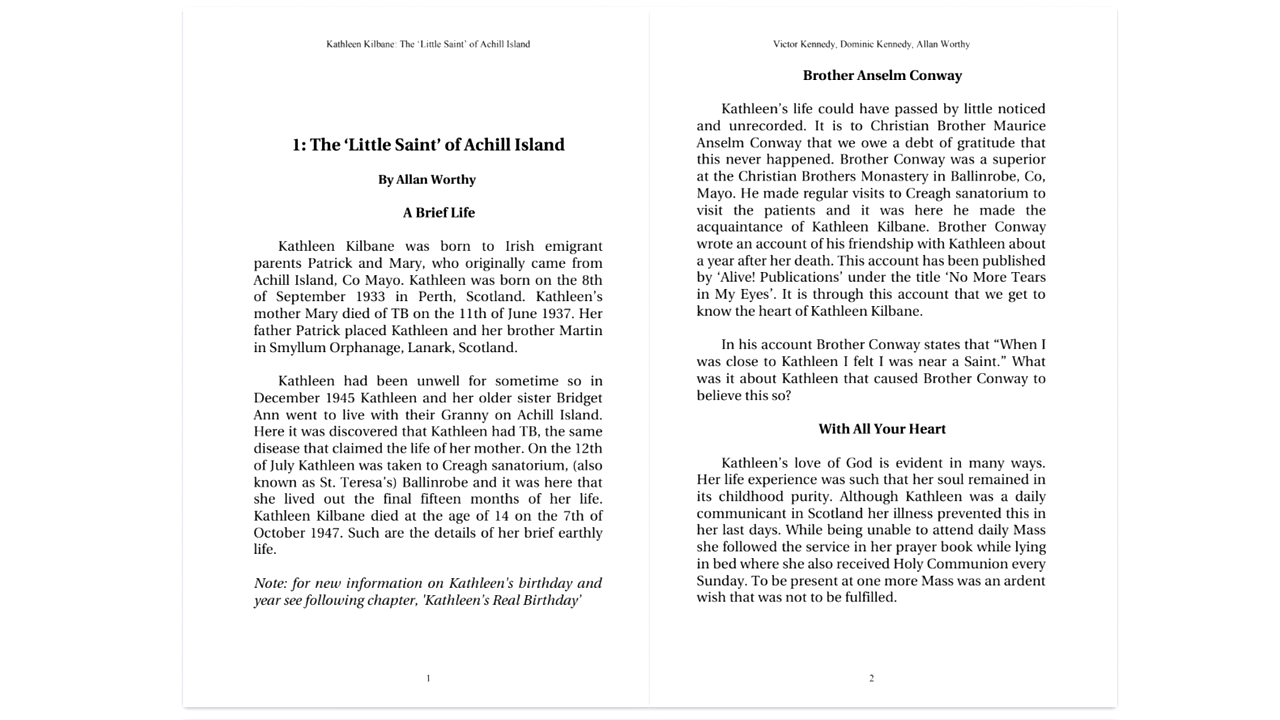 Kathleen Kilbane: The ‘Little Saint’ of Achill Island
1: The ‘Little Saint’ of Achill Island
By Allan Worthy
A Brief Life
Kathleen Kilbane was born to Irish emigrant
parents Patrick and Mary, who originally came from
Achill Island, Co Mayo. Kathleen was born on the 8th
of September 1933 in Perth, Scotland. Kathleen’s
mother Mary died of TB on the 11th of June 1937. Her
father Patrick placed Kathleen and her brother Martin
in Smyllum Orphanage, Lanark, Scotland.
Kathleen had been unwell for sometime so in
December 1945 Kathleen and her older sister Bridget
Ann went to live with their Granny on Achill Island.
Here it was discovered that Kathleen had TB, the same
disease that claimed the life of her mother. On the 12th
of July Kathleen was taken to Creagh sanatorium, (also
known as St. Teresa’s) Ballinrobe and it was here that
she lived out the final fifteen months of her life.
Kathleen Kilbane died at the age of 14 on the 7th of
October 1947. Such are the details of her brief earthly
life.
Note: for new information on Kathleen's birthday and
year see following chapter, 'Kathleen’s Real Birthday’
1
Victor Kennedy, Dominic Kennedy, Allan Worthy
Brother Anselm Conway
Kathleen’s life could have passed by little noticed
and unrecorded. It is to Christian Brother Maurice
Anselm Conway that we owe a debt of gratitude that
this never happened. Brother Conway was a superior
at the Christian Brothers Monastery in Ballinrobe, Co,
Mayo. He made regular visits to Creagh sanatorium to
visit the patients and it was here he made the
acquaintance of Kathleen Kilbane. Brother Conway
wrote an account of his friendship with Kathleen about
a year after her death. This account has been published
by ‘Alive! Publications’ under the title ‘No More Tears
in My Eyes’. It is through this account that we get to
know the heart of Kathleen Kilbane.
In his account Brother Conway states that “When I
was close to Kathleen I felt I was near a Saint.” What
was it about Kathleen that caused Brother Conway to
believe this so?
With All Your Heart
Kathleen’s love of God is evident in many ways.
Her life experience was such that her soul remained in
its childhood purity. Although Kathleen was a daily
communicant in Scotland her illness prevented this in
her last days. While being unable to attend daily Mass
she followed the service in her prayer book while lying
in bed where she also received Holy Communion every
Sunday. To be present at one more Mass was an ardent
wish that was not to be fulfilled.
2